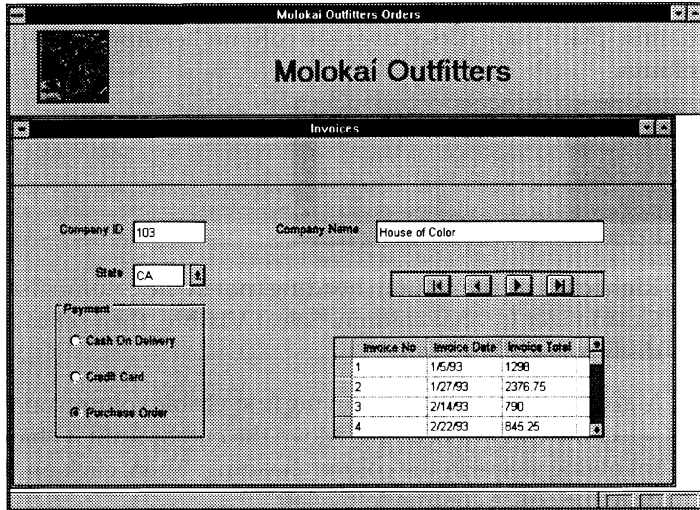 Molokai Outfitters Orders
Molokai Outfitters
Invoices
Company ID 103 Company Name House of Color
State CA
Payment
Cash On Delivery
Credit Card
Purchase Order
Invoice No Invoice Date Invoice Total
1 1/5/93 1298
2 1/27/93 2376.75
3 2/14/93 790
4 2/22/93 845.25